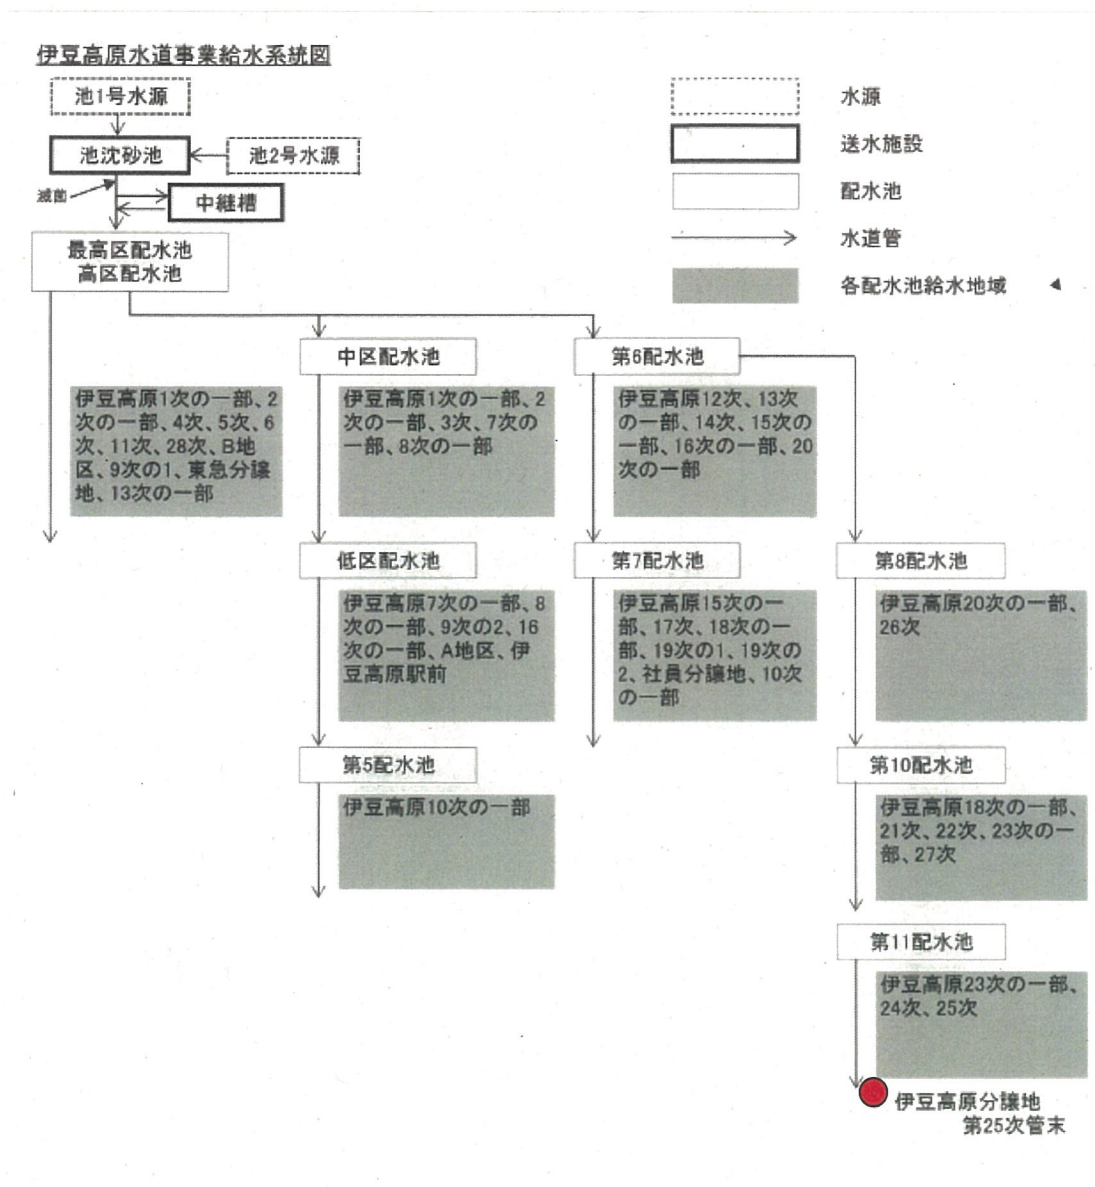 伊豆高原水道事業給水系統図
池1号水源
池沈砂池
池2号水源
滅菌
中継槽
最高区配水池
高区配水池
水源
送水施設
配水池
水道管
各配水池給水地域
中区配水池
第6配水池
伊豆高原1次の一部、2
次の一部、4次、5次、6
次、11次、28次、B地
区、9次の1、東急分譲
地、13次の一部
伊豆高原1次の一部、2
次の一部、3次、7次の
一部、8次の一部
伊豆高原12次、13次
の一部、14次、15次の
一部、16次の一部、20
次の一部
低区配水池
第7配水池
第8配水池
伊豆高原7次の一部、8
次の一部、9次の2、16
次の一部、A地区、伊
豆高原駅前
伊豆高原15次の一
部、17次、18次の一
部、19次の1、19次の
2、社員分譲地、10次
の一部
伊豆高原20次の一部、
26次
第5配水池
第10配水池
伊豆高原10次の一部
伊豆高原18次の一部、
21次、22次、23次の一
部、27次
第11配水池
伊豆高原23次の一部、
24次、25次
伊豆高原分譲地
第25次管末